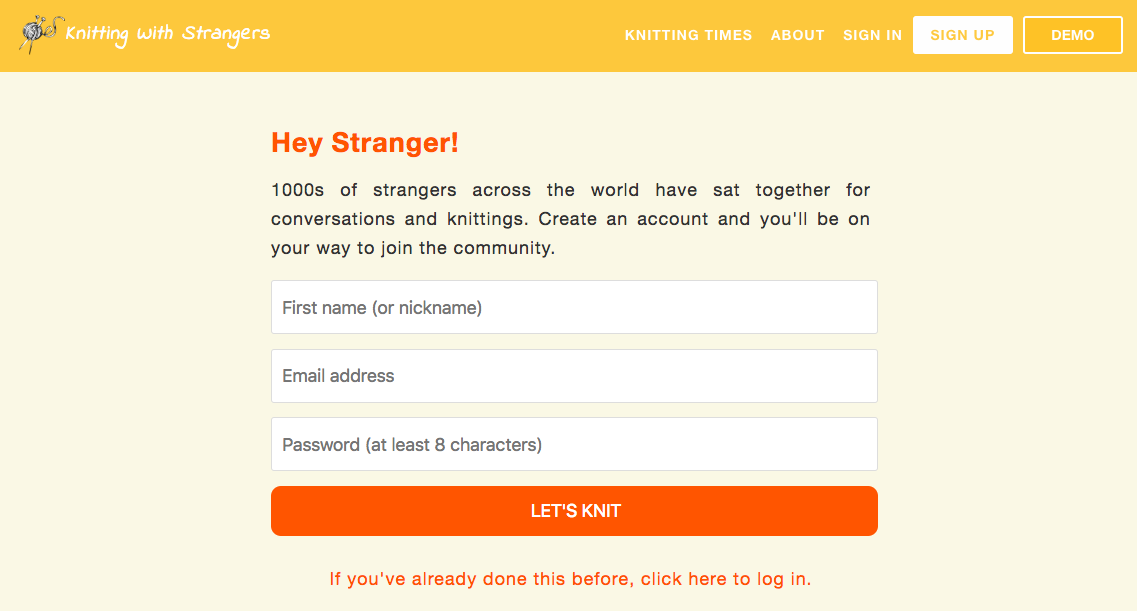 Knitting with Strangers
KNITTING TIMES ABOUT SIGN IN SIGN UP DEMO
Hey Stranger!
1000s of strangers across the world have sat together for
conversations and knittings. Create an account and you'll be on
your way to join the community.
First name (or nickname)
Email address
Password (at least 8 characters)
LET'S KNIT
If you've already done this before, click here to log in.